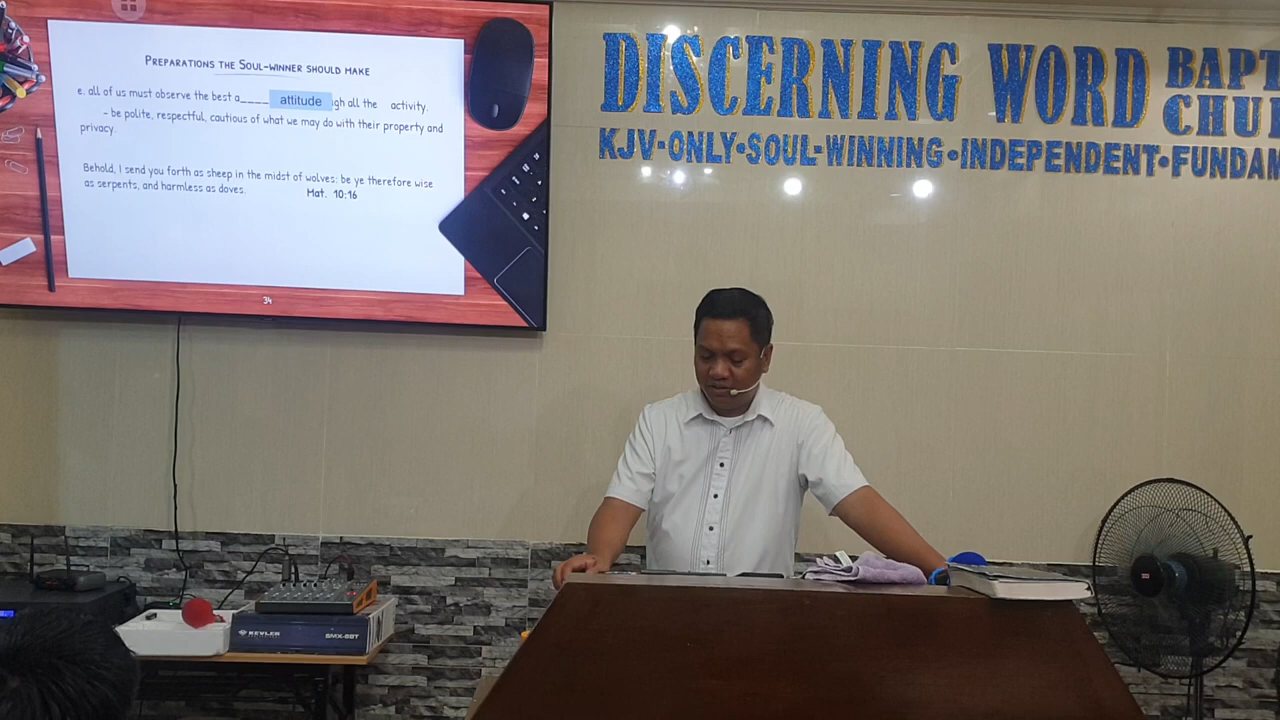 PREPARATIONS THE SOUL-WINNER SHOULD MAKE
e. all of us must observe the best a____ attitude gh all the activity.
- be polite, respectful, cautious of what we may do with their property and
privacy.
Behold, I send you forth as sheep in the midst of wolves: be ye therefore wise
as serpents, and harmless as doves. Mat. 10:16
34
DISCERNING WORD BAPT
CHU
KJV-ONLY•SOUL-WINNING•INDEPENDENT•FUNDAM
KEVLER
SMX-8BT